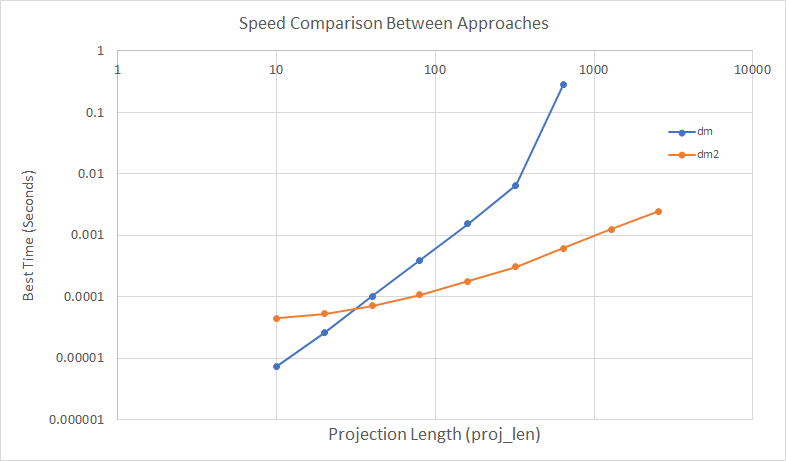 Speed Comparison Between Approaches
1
1 10 100 1000 10000
0.1
dm
dm2
0.01
0.001
0.0001
0.00001
0.000001
Best Time (Seconds)
Projection Length (proj_len)